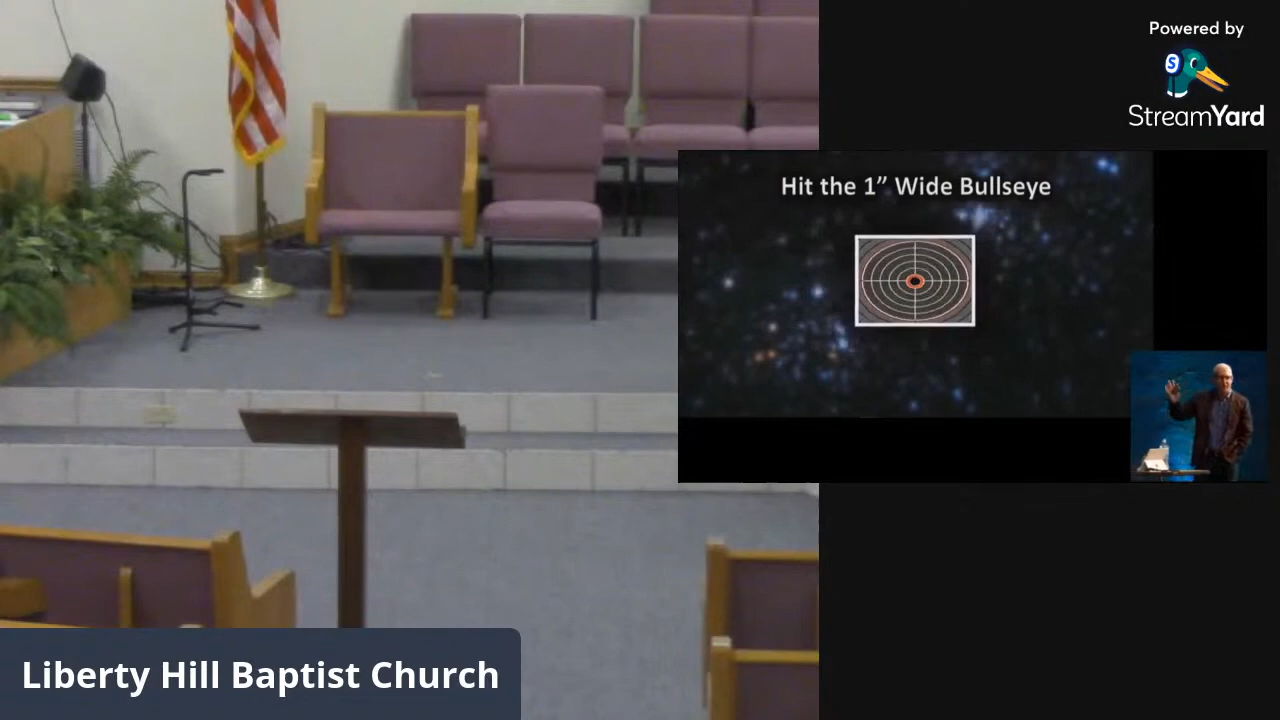 Powered by
S
StreamYard
Hit the 1” Wide Bullseye
Liberty Hill Baptist Church